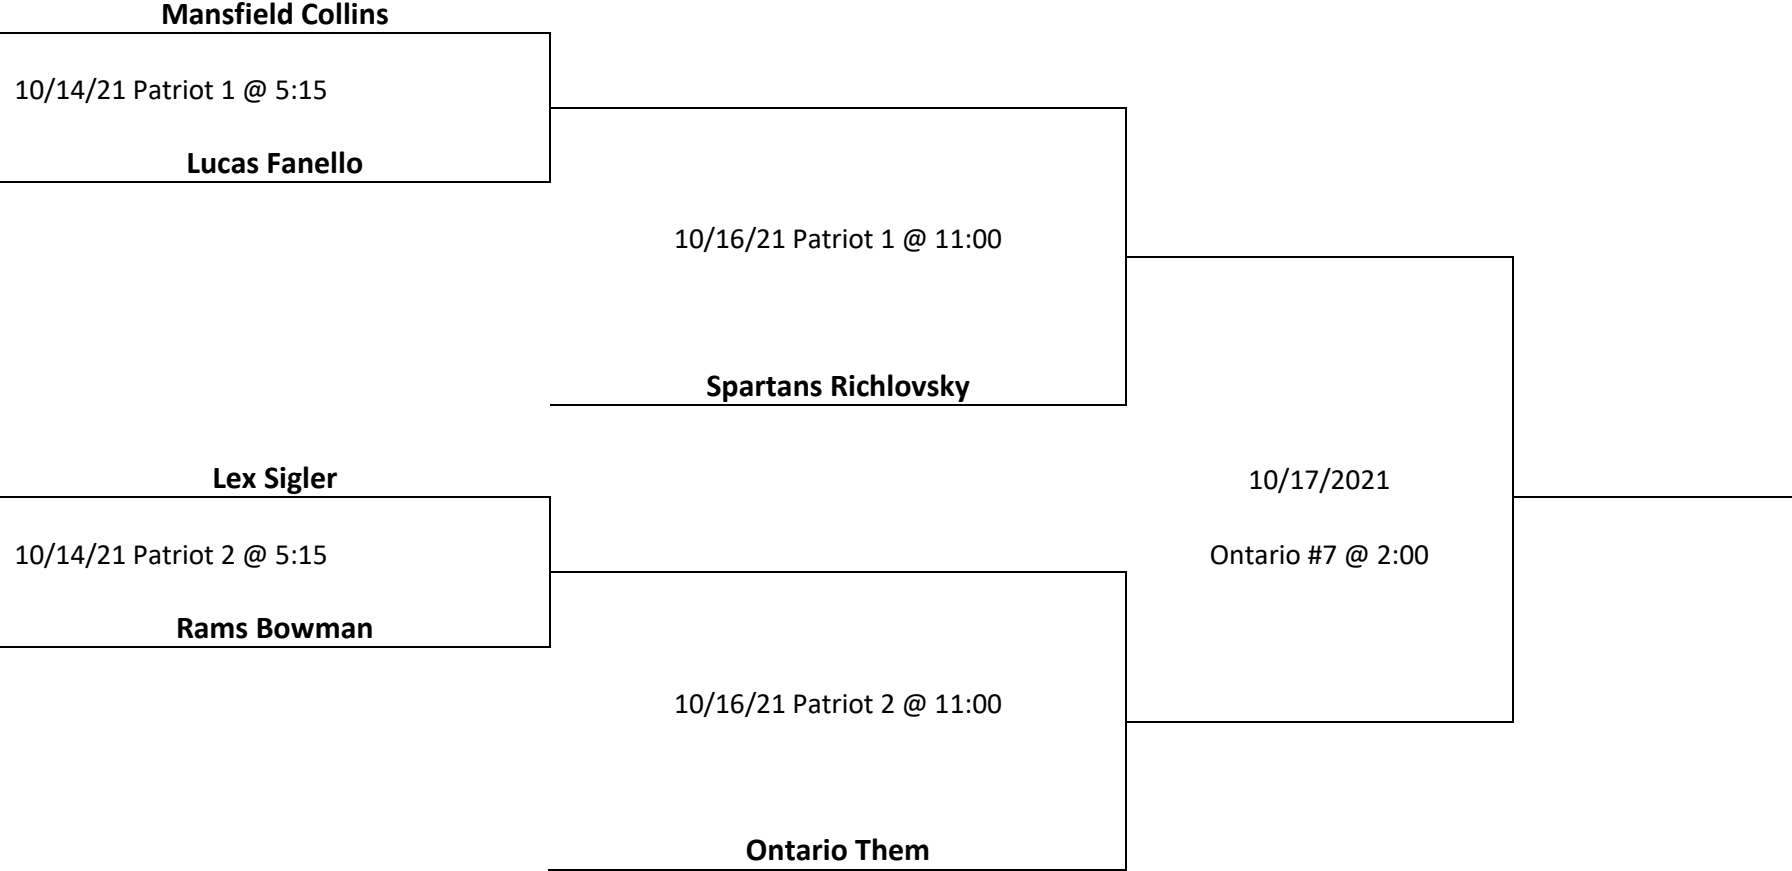 Mansfield Collins
10/14/21 Patriot 1 @ 5:15
Lucas Fanello
10/16/21 Patriot 1 @ 11:00
Spartans Richlovsky
Lex Sigler
10/17/2021
10/14/21 Patriot 2 @ 5:15
Ontario #7 @ 2:00
Rams Bowman
10/16/21 Patriot 2 @ 11:00
Ontario Them